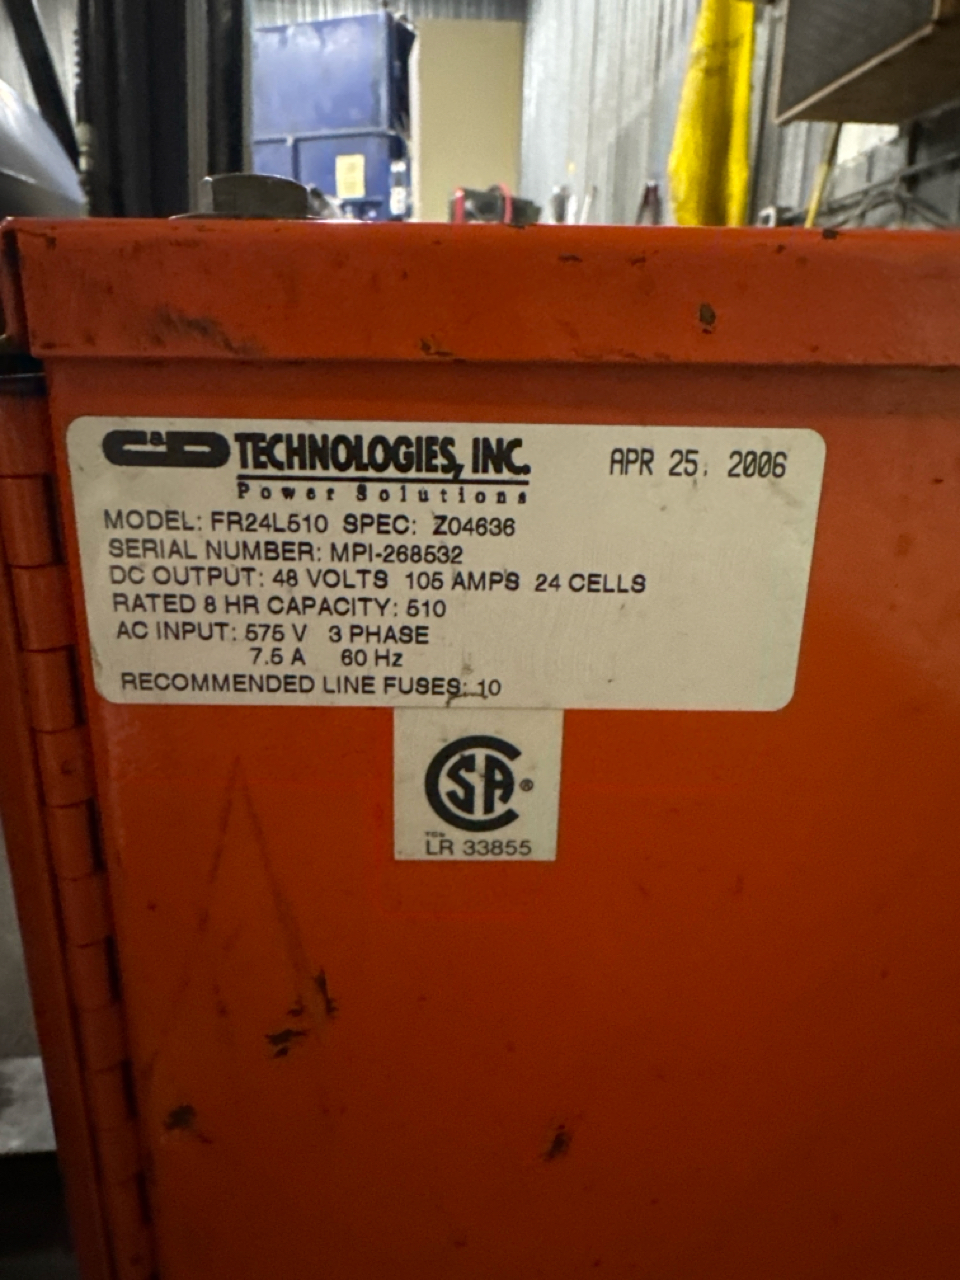 C&D TECHNOLOGIES, INC.
Power Solutions
APR 25, 2006
MODEL: FR24L510 SPEC: Z04636
SERIAL NUMBER: MPI-268532
DC OUTPUT: 48 VOLTS 105 AMPS 24 CELLS
RATED 8 HR CAPACITY: 510
AC INPUT: 575 V 3 PHASE
7.5 A 60 Hz
RECOMMENDED LINE FUSES: 10
CSA ®
LR 33855